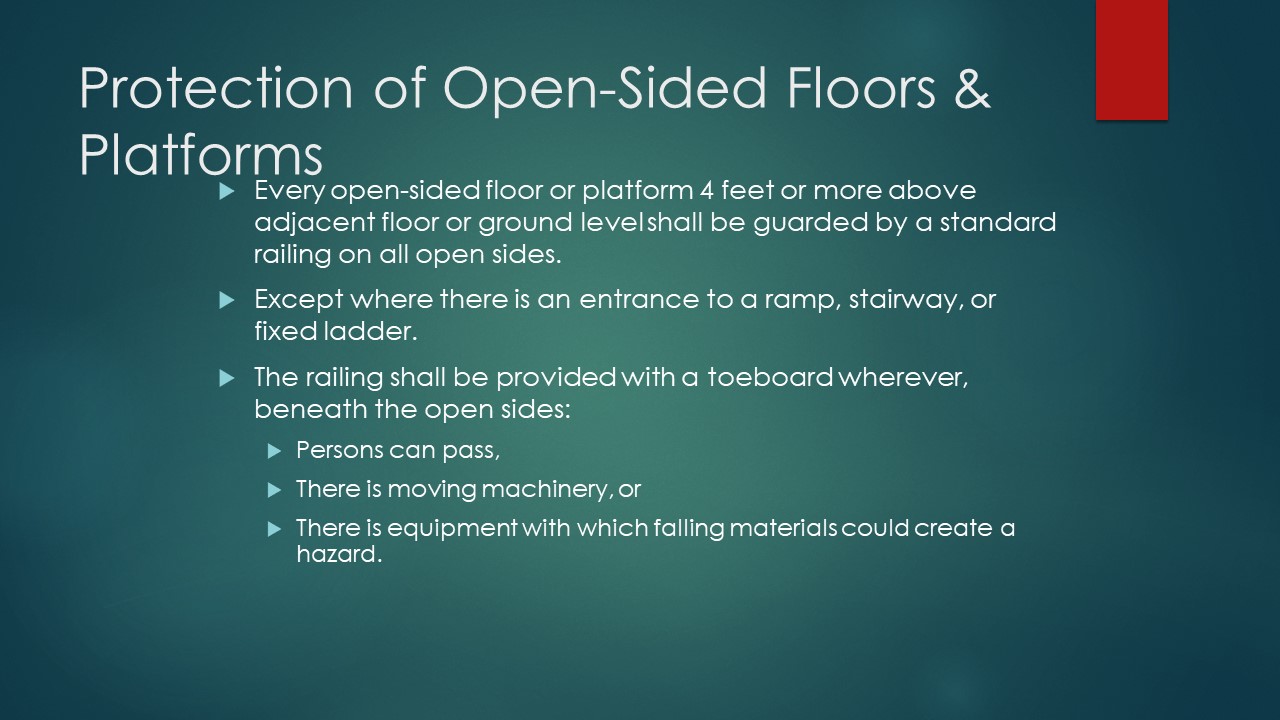 Protection of Open-Sided Floors &
Platforms
Every open-sided floor or platform 4 feet or more above
adjacent floor or ground level shall be guarded by a standard
railing on all open sides.
Except where there is an entrance to a ramp, stairway, or
fixed ladder.
The railing shall be provided with a toeboard wherever,
beneath the open sides:
Persons can pass,
There is moving machinery, or
There is equipment with which falling materials could create a
hazard.